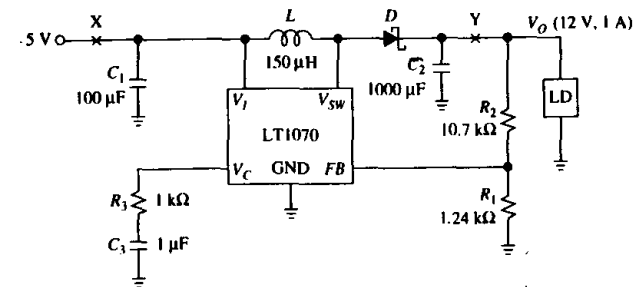 X
L
D
Y
V_O (12 V, 1 A)
.5 V
150 μH
C_1
100 μF
C_2
1000 μF
R_2
10.7 kΩ
LD
V_I
V_SW
LT1070
V_C
GND
FB
R_3
1 kΩ
R_1
1.24 kΩ
C_3
1 μF